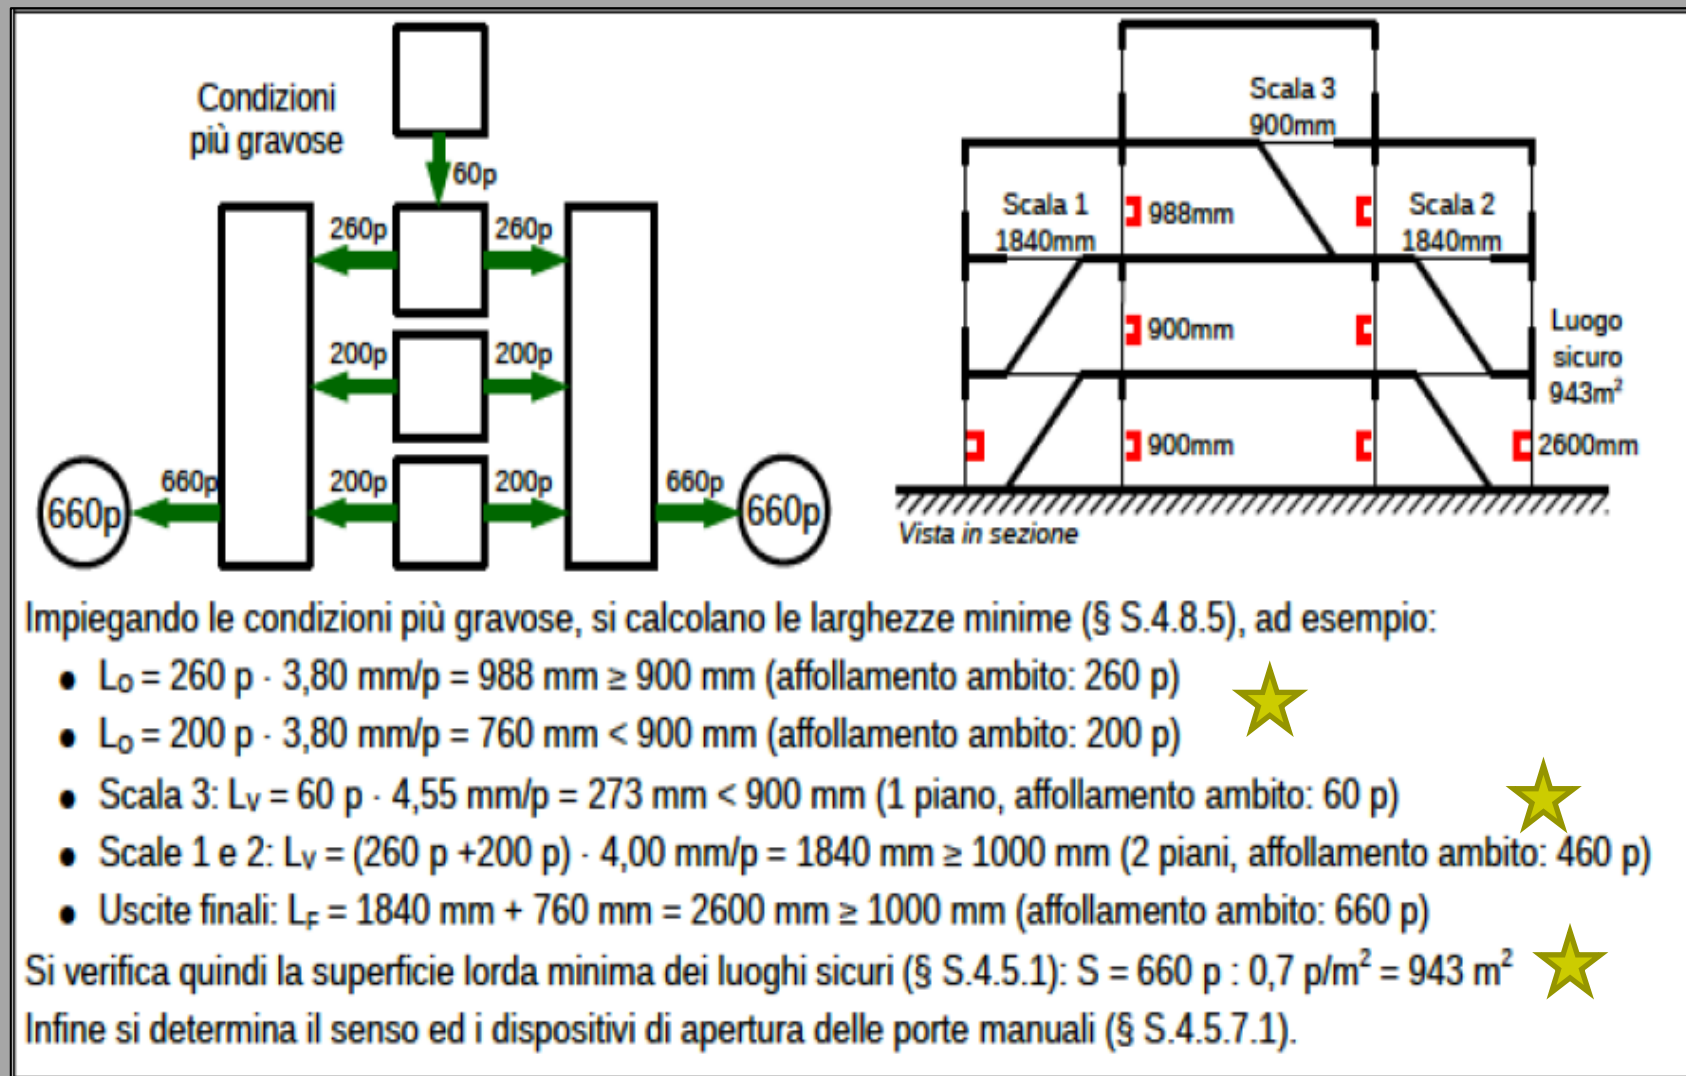 Condizioni
più gravose
60p
260p 260p
200p 200p
660p 200p 200p 660p
660p 660p
Scala 3
900mm
Scala 1
1840mm
988mm
Scala 2
1840mm
900mm
Luogo
sicuro
943m²
900mm
2600mm
Vista in sezione
Impiegando le condizioni più gravose, si calcolano le larghezze minime (§ S.4.8.5), ad esempio:
● L₀ = 260 p · 3,80 mm/p = 988 mm ≥ 900 mm (affollamento ambito: 260 p)
● L₀ = 200 p · 3,80 mm/p = 760 mm < 900 mm (affollamento ambito: 200 p)
● Scala 3: Lᵥ = 60 p · 4,55 mm/p = 273 mm < 900 mm (1 piano, affollamento ambito: 60 p)
● Scale 1 e 2: Lᵥ = (260 p +200 p) · 4,00 mm/p = 1840 mm ≥ 1000 mm (2 piani, affollamento ambito: 460 p)
● Uscite finali: LF = 1840 mm + 760 mm = 2600 mm ≥ 1000 mm (affollamento ambito: 660 p)
Si verifica quindi la superficie lorda minima dei luoghi sicuri (§ S.4.5.1): S = 660 p : 0,7 p/m² = 943 m²
Infine si determina il senso ed i dispositivi di apertura delle porte manuali (§ S.4.5.7.1).